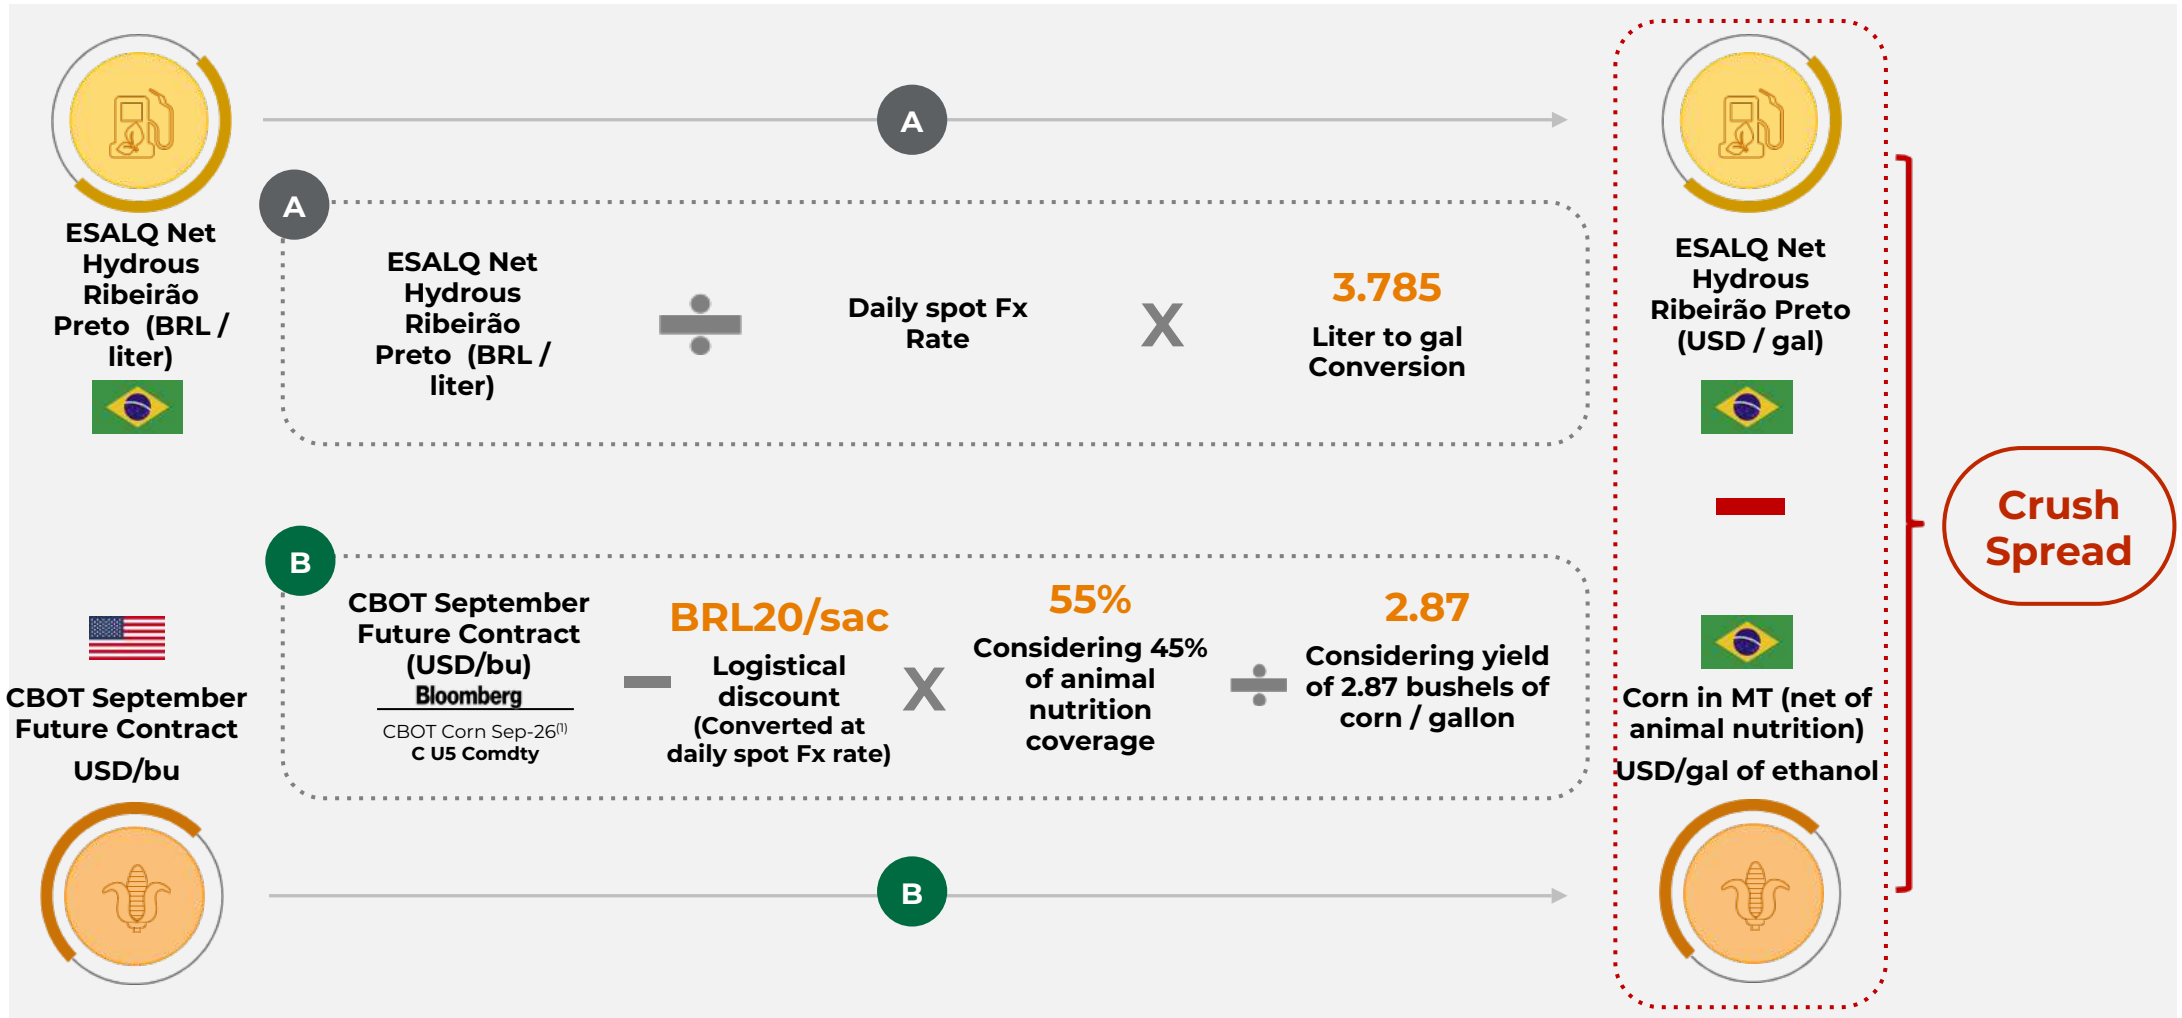 A
A
ESALQ Net
Hydrous
Ribeirão
Preto (BRL /
liter)
ESALQ Net
Hydrous
Ribeirão
Preto (BRL /
liter)
Daily spot Fx
Rate
X
3.785
Liter to gal
Conversion
ESALQ Net
Hydrous
Ribeirão Preto
(USD / gal)
Crush
Spread
B
CBOT September
Future Contract
USD/bu
CBOT September
Future Contract
(USD/bu)
Bloomberg
CBOT Corn Sep-26(1)
C U5 Comdty
BRL20/sac
Logistical
discount
(Converted at
daily spot Fx rate)
X
55%
Considering 45%
of animal
nutrition
coverage
2.87
Considering yield
of 2.87 bushels of
corn / gallon
Corn in MT (net of
animal nutrition)
USD/gal of ethanol
B